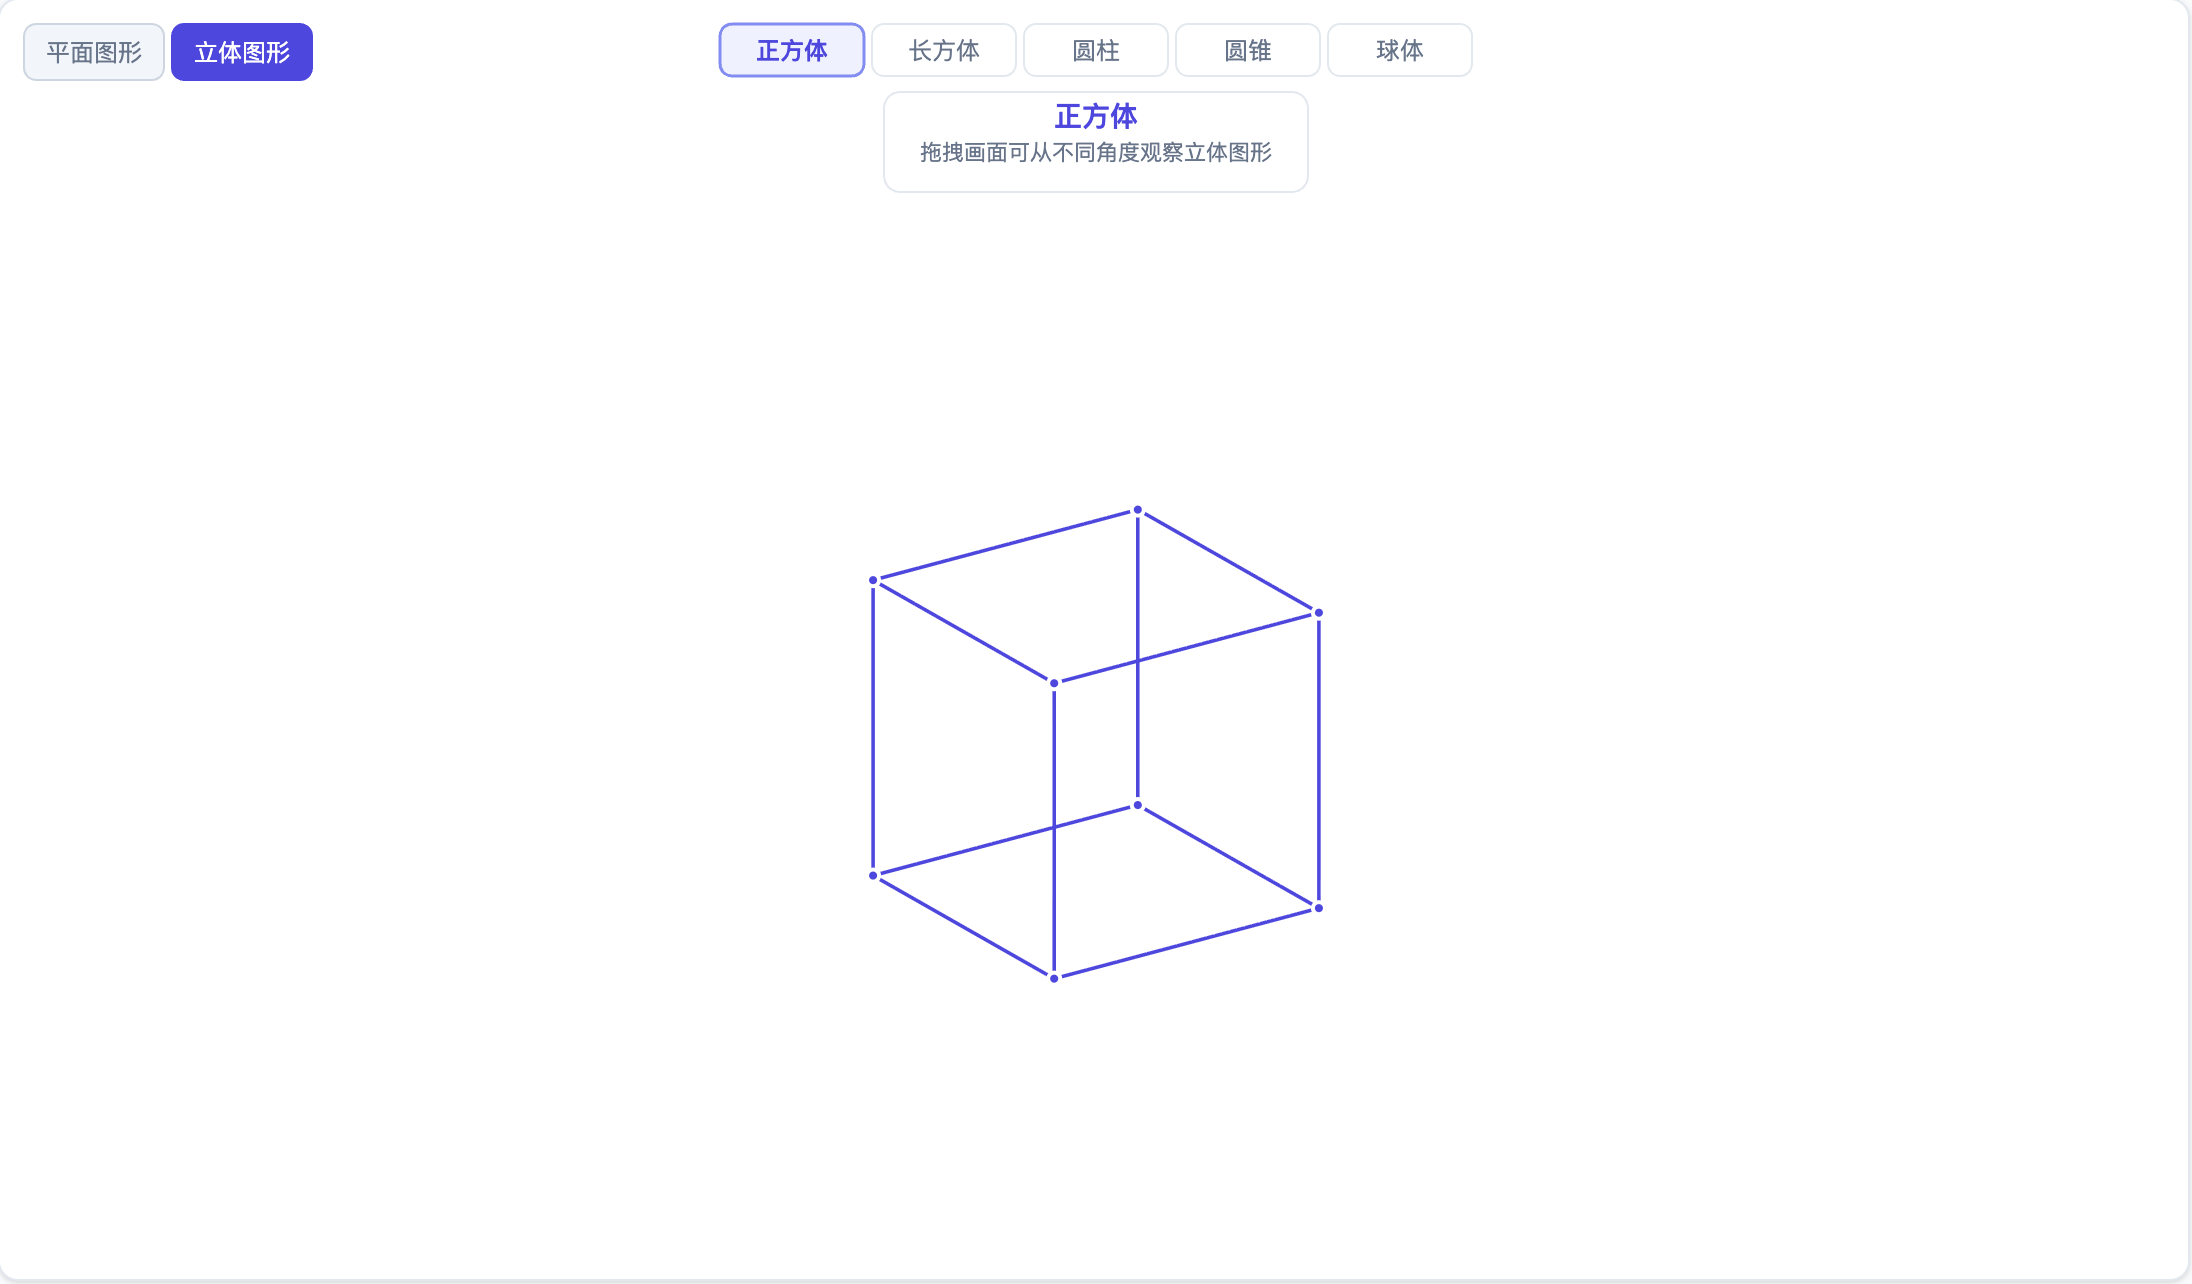 平面图形 立体图形 正方体 长方体 圆柱 圆锥 球体
正方体
拖拽画面可从不同角度观察立体图形